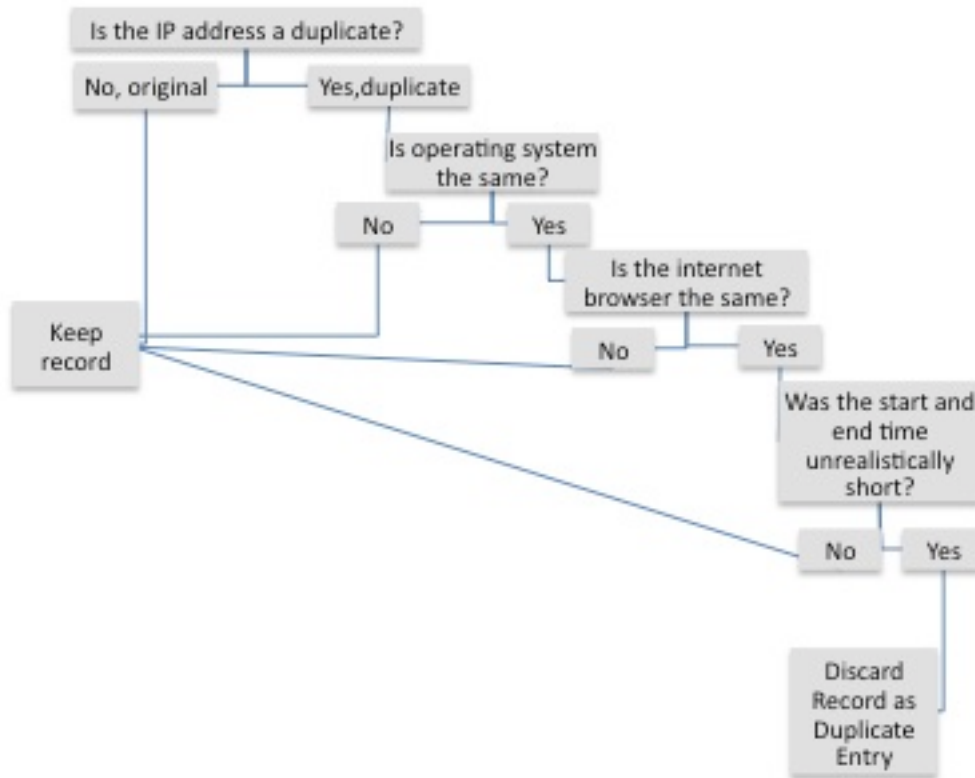 Is the IP address a duplicate?
No, original
Yes,duplicate
Is operating system
the same?
No
Yes
Is the internet
browser the same?
Keep
record
No
Yes
Was the start and
end time
unrealistically
short?
No
Yes
Discard
Record as
Duplicate
Entry